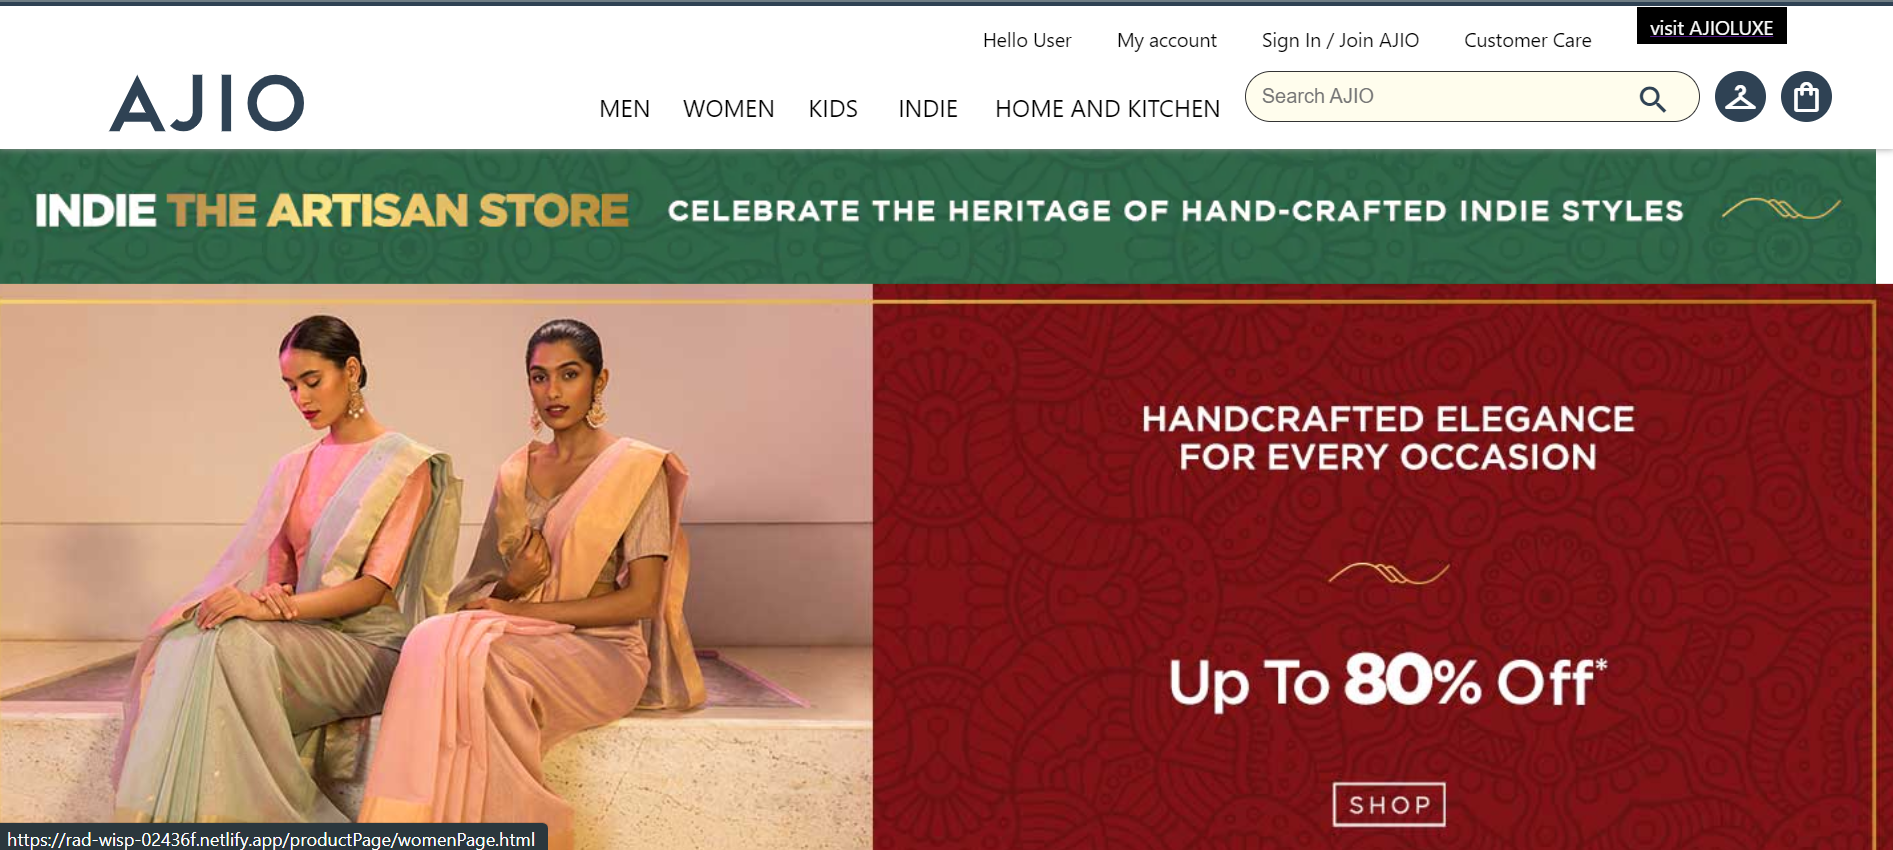 Hello User My account Sign In / Join AJIO Customer Care visit AJIOLUXE
AJIO MEN WOMEN KIDS INDIE HOME AND KITCHEN Search AJIO
INDIE THE ARTISAN STORE CELEBRATE THE HERITAGE OF HAND-CRAFTED INDIE STYLES
HANDCRAFTED ELEGANCE
FOR EVERY OCCASION
Up To 80% Off*
SHOP
https://rad-wisp-02436f.netlify.app/productPage/womenPage.html